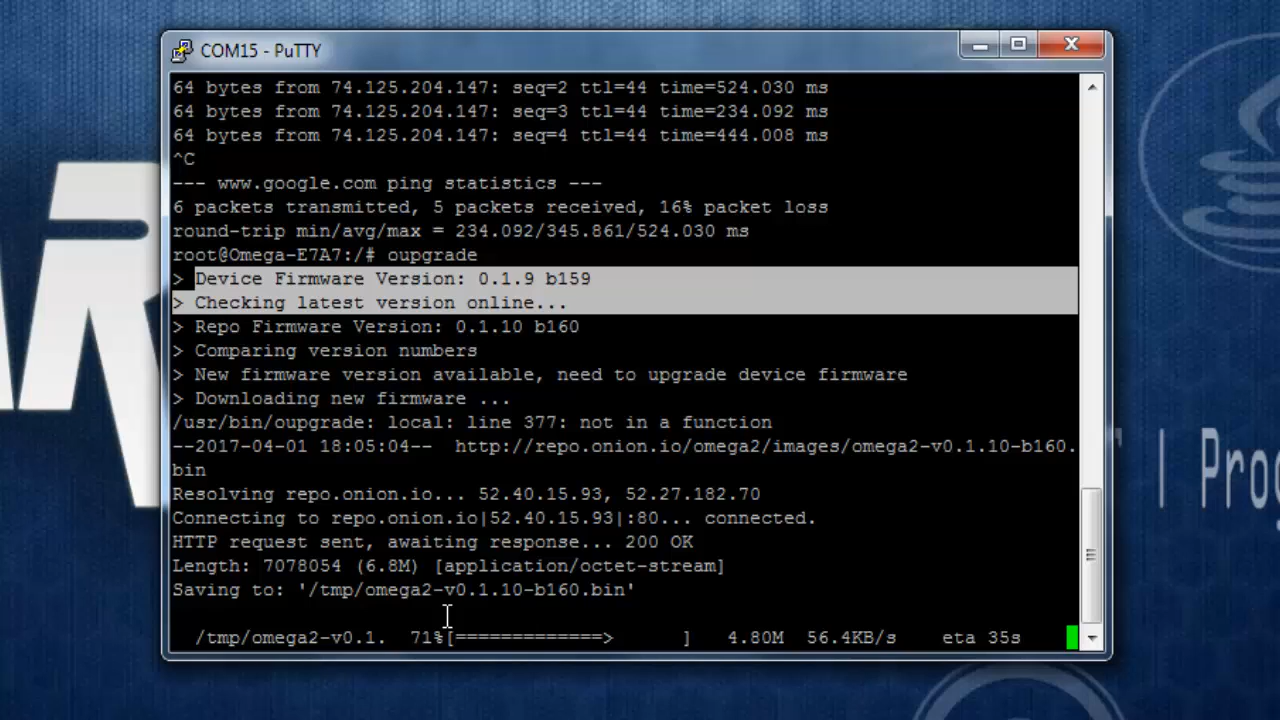 COM15 - PuTTY
64 bytes from 74.125.204.147: seq=2 ttl=44 time=524.030 ms
64 bytes from 74.125.204.147: seq=3 ttl=44 time=234.092 ms
64 bytes from 74.125.204.147: seq=4 ttl=44 time=444.008 ms
^C
--- www.google.com ping statistics ---
6 packets transmitted, 5 packets received, 16% packet loss
round-trip min/avg/max = 234.092/345.861/524.030 ms
root@Omega-E7A7:/# oupgrade
> Device Firmware Version: 0.1.9 b159
> Checking latest version online...
> Repo Firmware Version: 0.1.10 b160
> Comparing version numbers
> New firmware version available, need to upgrade device firmware
> Downloading new firmware ...
/usr/bin/oupgrade: local: line 377: not in a function
--2017-04-01 18:05:04--  http://repo.onion.io/omega2/images/omega2-v0.1.10-b160.
bin
Resolving repo.onion.io... 52.40.15.93, 52.27.182.70
Connecting to repo.onion.io|52.40.15.93|:80... connected.
HTTP request sent, awaiting response... 200 OK
Length: 7078054 (6.8M) [application/octet-stream]
Saving to: '/tmp/omega2-v0.1.10-b160.bin'
/tmp/omega2-v0.1.  71%[=============>      ]   4.80M  56.4KB/s    eta 35s
| Prog